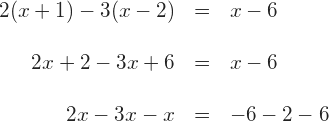 2(x + 1) − 3(x − 2) = x − 6
2x + 2 − 3x + 6 = x − 6
2x − 3x − x = −6 − 2 − 6